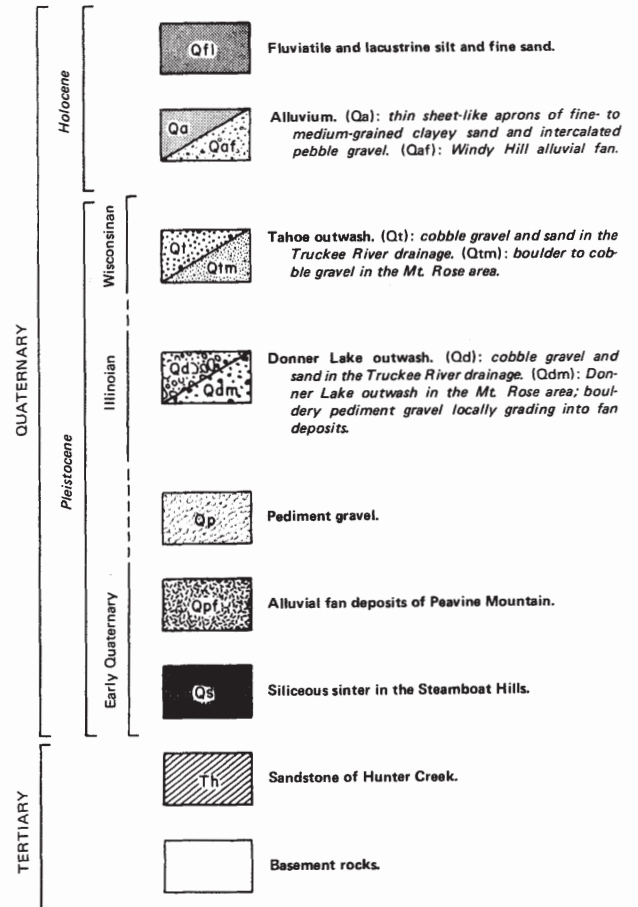 QUATERNARY
Holocene
Qfl
Fluviatile and lacustrine silt and fine sand.
Qa
Qaf
Alluvium. (Qa): thin sheet-like aprons of fine- to
medium-grained clayey sand and intercalated
pebble gravel. (Qaf): Windy Hill alluvial fan.
Pleistocene
Wisconsinan
Qt
Qtm
Tahoe outwash. (Qt): cobble gravel and sand in the
Truckee River drainage. (Qtm): boulder to cob-
ble gravel in the Mt. Rose area.
Illinoian
Qd
Qdm
Donner Lake outwash. (Qd): cobble gravel and
sand in the Truckee River drainage. (Qdm): Don-
ner Lake outwash in the Mt. Rose area; boul-
dery pediment gravel locally grading into fan
deposits.
Qp
Pediment gravel.
Early Quaternary
Qpf
Alluvial fan deposits of Peavine Mountain.
Qs
Siliceous sinter in the Steamboat Hills.
TERTIARY
Th
Sandstone of Hunter Creek.
Basement rocks.